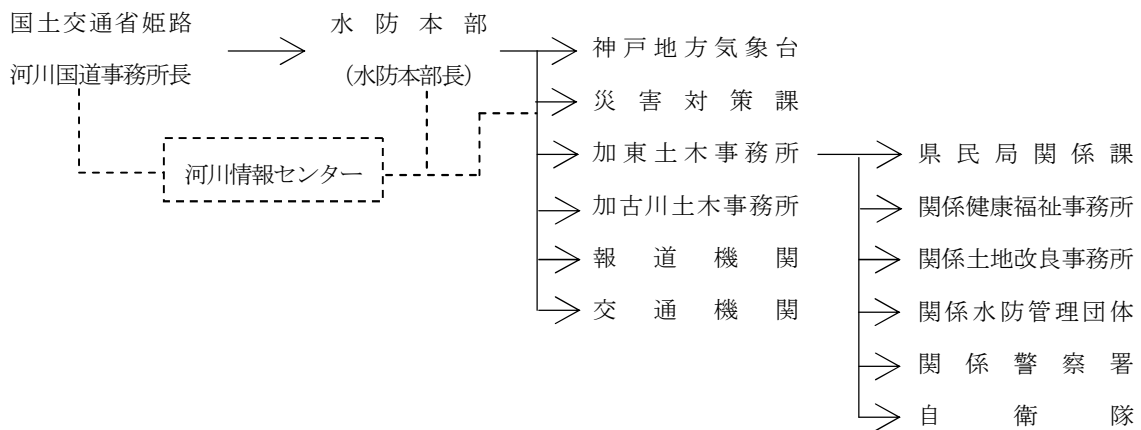 国土交通省姫路
河川国道事務所長
水防本部
(水防本部長)
河川情報センター
神戸地方気象台
災害対策課
加東土木事務所
加古川土木事務所
報道機関
交通機関
県民局関係課
関係健康福祉事務所
関係土地改良事務所
関係水防管理団体
関係警察署
自衛隊